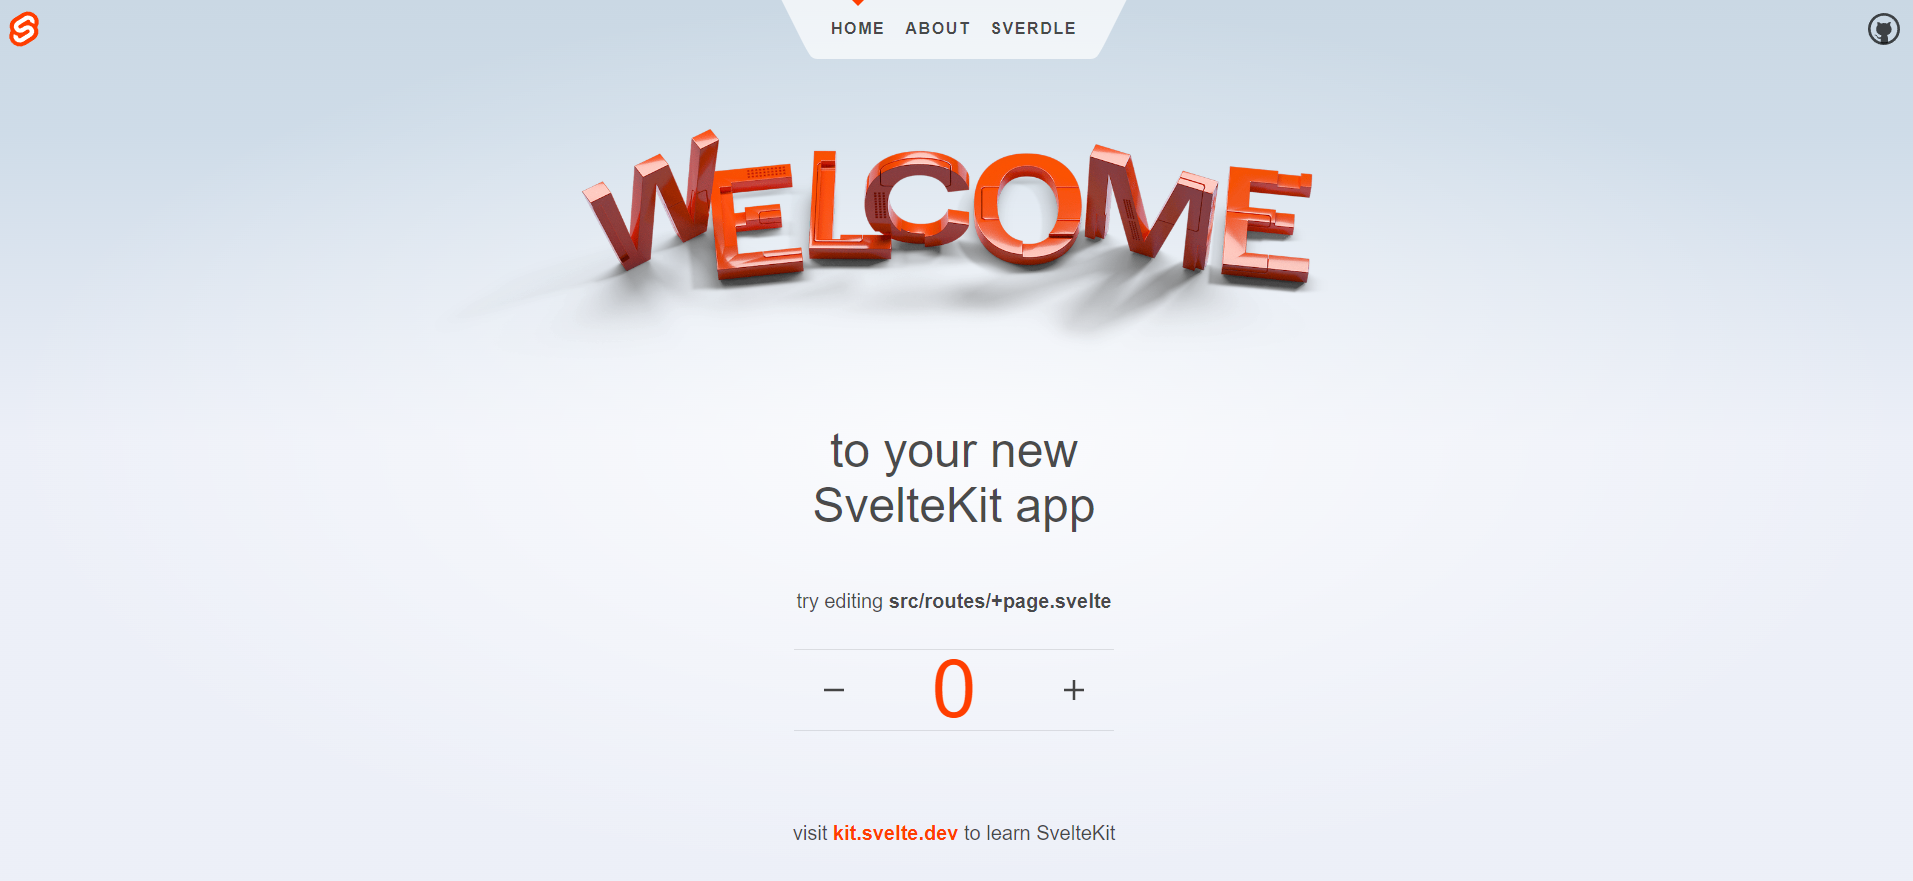 HOME ABOUT SVERDLE
WELCOME
to your new
SvelteKit app
try editing src/routes/+page.svelte
− 0 +
visit kit.svelte.dev to learn SvelteKit